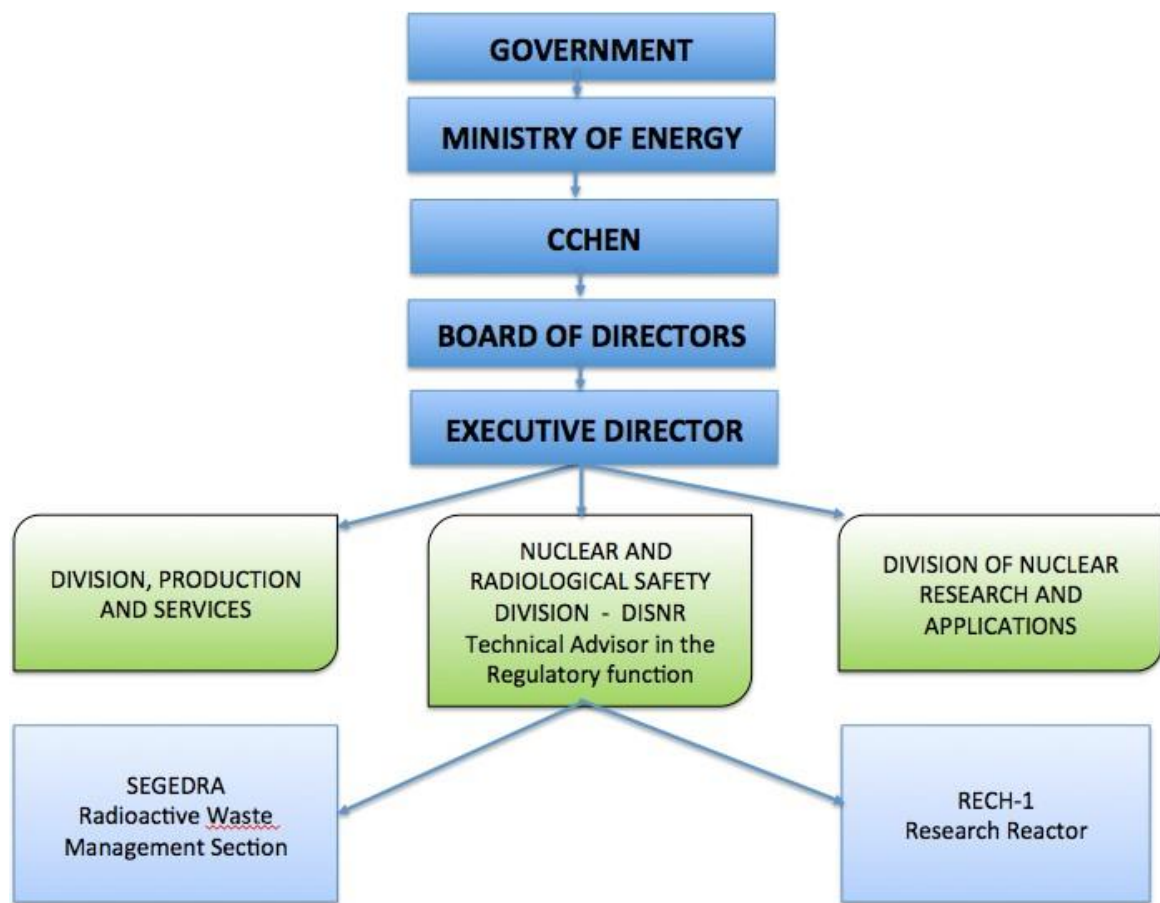 GOVERNMENT
MINISTRY OF ENERGY
CCHEN
BOARD OF DIRECTORS
EXECUTIVE DIRECTOR
DIVISION, PRODUCTION
AND SERVICES
NUCLEAR AND
RADIOLOGICAL SAFETY
DIVISION - DISNR
Technical Advisor in the
Regulatory function
DIVISION OF NUCLEAR
RESEARCH AND
APPLICATIONS
SEGEDRA
Radioactive Waste
Management Section
RECH-1
Research Reactor